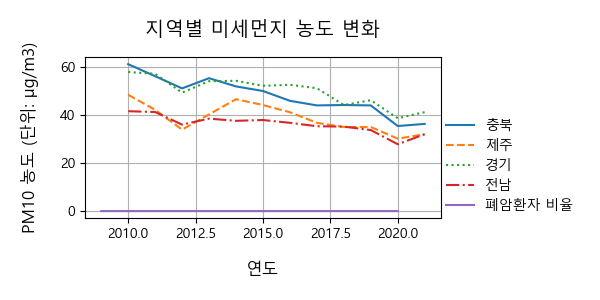 지역별 미세먼지 농도 변화
PM10 농도 (단위: µg/m3)
60
40
20
0
2010.0 2012.5 2015.0 2017.5 2020.0
연도
충북
제주
경기
전남
폐암환자 비율